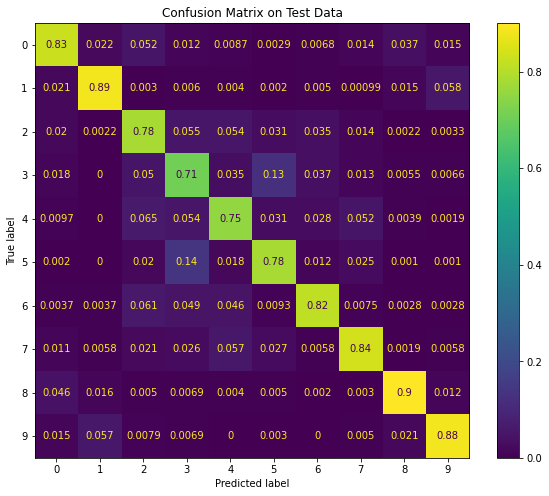 Confusion Matrix on Test Data
0 0.83 0.022 0.052 0.012 0.0087 0.0029 0.0068 0.014 0.037 0.015
1 0.021 0.89 0.003 0.006 0.004 0.002 0.005 0.00099 0.015 0.058
2 0.02 0.0022 0.78 0.055 0.054 0.031 0.035 0.014 0.0022 0.0033
3 0.018 0 0.05 0.71 0.035 0.13 0.037 0.013 0.0055 0.0066
4 0.0097 0 0.065 0.054 0.75 0.031 0.028 0.052 0.0039 0.0019
5 0.002 0 0.02 0.14 0.018 0.78 0.012 0.025 0.001 0.001
6 0.0037 0.0037 0.061 0.049 0.046 0.0093 0.82 0.0075 0.0028 0.0028
7 0.011 0.0058 0.021 0.026 0.057 0.027 0.0058 0.84 0.0019 0.0058
8 0.046 0.016 0.005 0.0069 0.004 0.005 0.002 0.003 0.9 0.012
9 0.015 0.057 0.0079 0.0069 0 0.003 0 0.005 0.021 0.88
0 1 2 3 4 5 6 7 8 9
Predicted label
True label
0.8
0.6
0.4
0.2
0.0